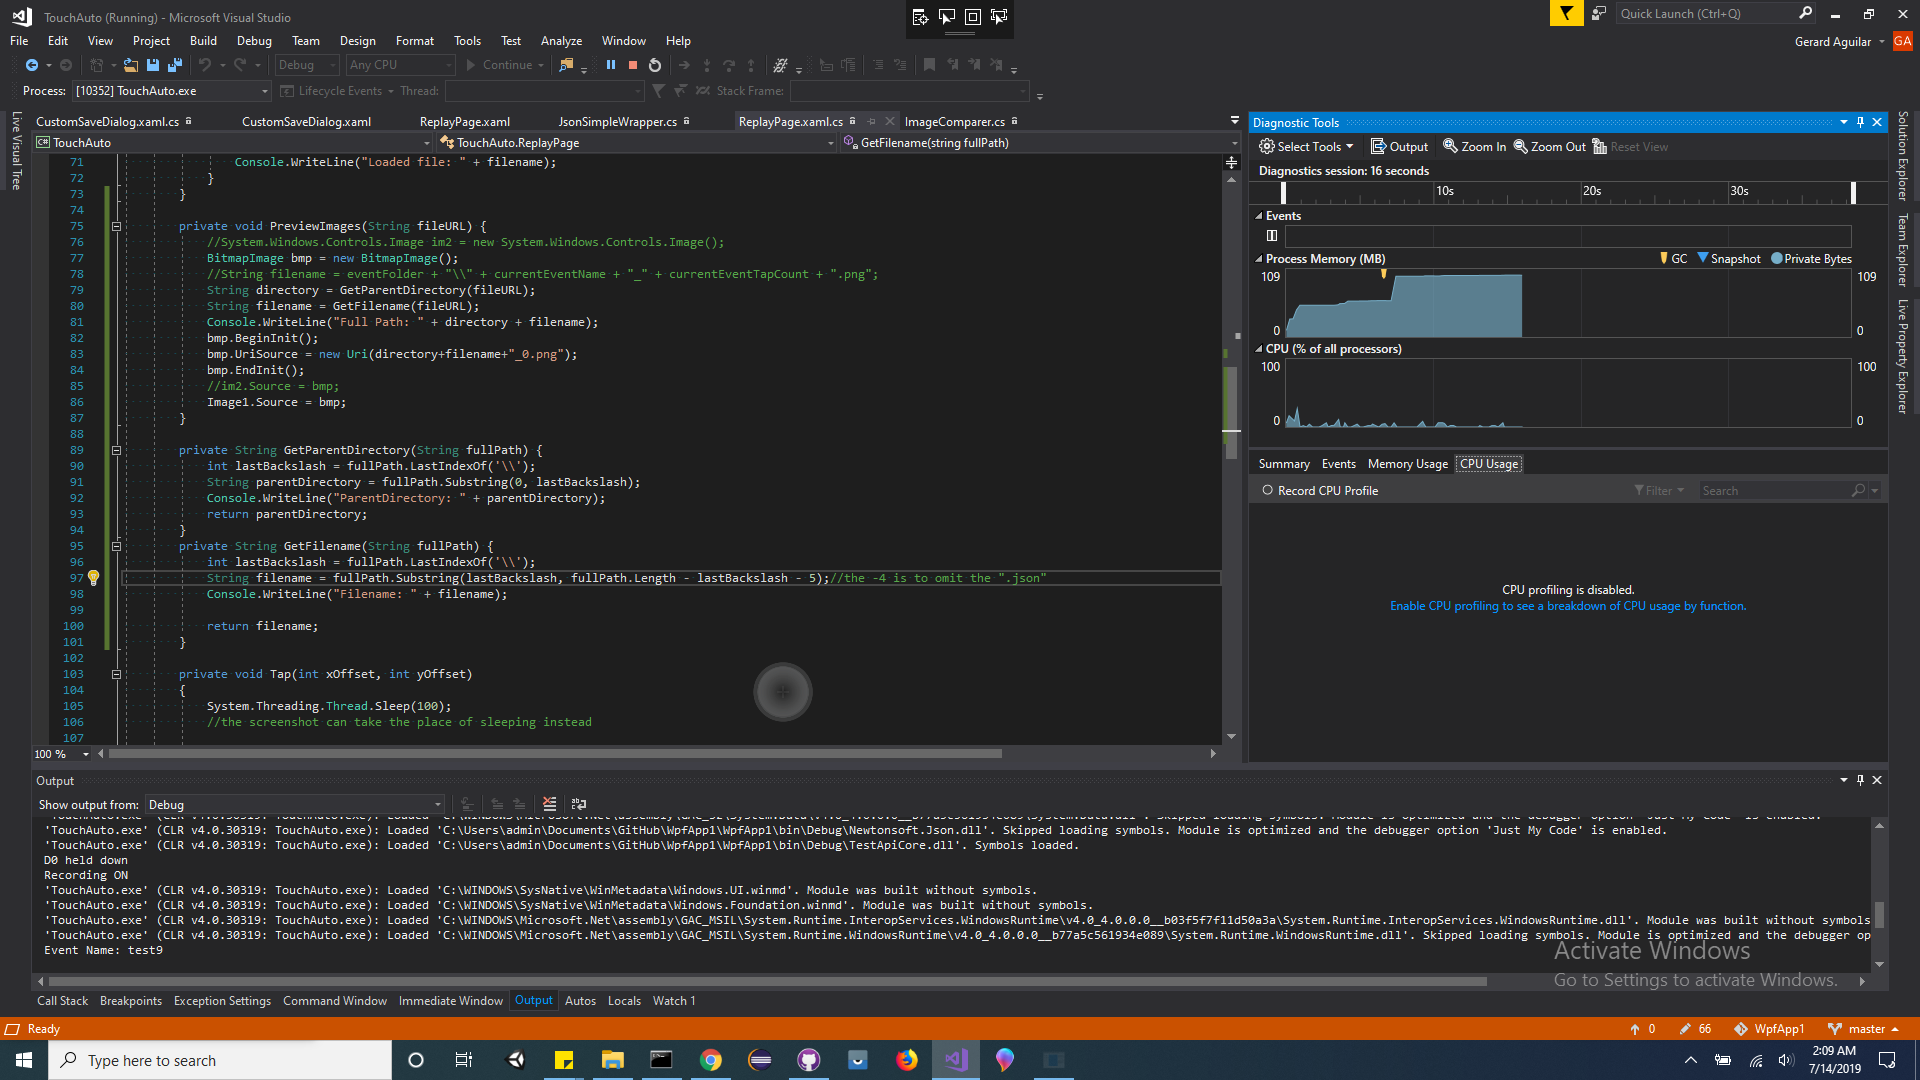 TouchAuto (Running) - Microsoft Visual Studio
Quick Launch (Ctrl+Q)
File Edit View Project Build Debug Team Design Format Tools Test Analyze Window Help
Gerard Aguilar GA
Debug Any CPU Continue
Process: [10352] TouchAuto.exe Lifecycle Events Thread: Stack Frame:
CustomSaveDialog.xaml.cs CustomSaveDialog.xaml ReplayPage.xaml JsonSimpleWrapper.cs ReplayPage.xaml.cs ImageComparer.cs
TouchAuto TouchAuto.ReplayPage GetFilename(string fullPath)
Live Visual Tree
71 Console.WriteLine("Loaded file: " + filename);
72 }
73 }
74
75 private void PreviewImages(String fileURL) {
76 //System.Windows.Controls.Image im2 = new System.Windows.Controls.Image();
77 BitmapImage bmp = new BitmapImage();
78 //String filename = eventFolder + "\\" + currentEventName + "_" + currentEventTapCount + ".png";
79 String directory = GetParentDirectory(fileURL);
80 String filename = GetFilename(fileURL);
81 Console.WriteLine("Full Path: " + directory + filename);
82 bmp.BeginInit();
83 bmp.UriSource = new Uri(directory+filename+"_0.png");
84 bmp.EndInit();
85 //im2.Source = bmp;
86 Image1.Source = bmp;
87 }
88
89 private String GetParentDirectory(String fullPath) {
90 int lastBackslash = fullPath.LastIndexOf('\\');
91 String parentDirectory = fullPath.Substring(0, lastBackslash);
92 Console.WriteLine("ParentDirectory: " + parentDirectory);
93 return parentDirectory;
94 }
95 private String GetFilename(String fullPath) {
96 int lastBackslash = fullPath.LastIndexOf('\\');
97 String filename = fullPath.Substring(lastBackslash, fullPath.Length - lastBackslash - 5);//the -4 is to omit the ".json"
98 Console.WriteLine("Filename: " + filename);
99
100 return filename;
101 }
102
103 private void Tap(int xOffset, int yOffset)
104 {
105 System.Threading.Thread.Sleep(100);
106 //the screenshot can take the place of sleeping instead
107
100 %
Diagnostic Tools
Select Tools Output Zoom In Zoom Out Reset View
Diagnostics session: 16 seconds
10s 20s 30s
Events
Process Memory (MB) GC Snapshot Private Bytes
109 109
0 0
CPU (% of all processors)
100 100
0 0
Summary Events Memory Usage CPU Usage
Record CPU Profile Filter Search
CPU profiling is disabled.
Enable CPU profiling to see a breakdown of CPU usage by function.
Solution Explorer
Team Explorer
Live Property Explorer
Output
Show output from: Debug
'TouchAuto.exe' (CLR v4.0.30319: TouchAuto.exe): Loaded 'C:\Users\admin\Documents\GitHub\WpfApp1\WpfApp1\bin\Debug\Newtonsoft.Json.dll'. Skipped loading symbols. Module is optimized and the debugger option 'Just My Code' is enabled.
'TouchAuto.exe' (CLR v4.0.30319: TouchAuto.exe): Loaded 'C:\Users\admin\Documents\GitHub\WpfApp1\WpfApp1\bin\Debug\TestApiCore.dll'. Symbols loaded.
D0 held down
Recording ON
'TouchAuto.exe' (CLR v4.0.30319: TouchAuto.exe): Loaded 'C:\WINDOWS\SysNative\WinMetadata\Windows.UI.winmd'. Module was built without symbols.
'TouchAuto.exe' (CLR v4.0.30319: TouchAuto.exe): Loaded 'C:\WINDOWS\SysNative\WinMetadata\Windows.Foundation.winmd'. Module was built without symbols.
'TouchAuto.exe' (CLR v4.0.30319: TouchAuto.exe): Loaded 'C:\WINDOWS\Microsoft.Net\assembly\GAC_MSIL\System.Runtime.InteropServices.WindowsRuntime\v4.0_4.0.0.0__b03f5f7f11d50a3a\System.Runtime.InteropServices.WindowsRuntime.dll'. Module was built without symbols
'TouchAuto.exe' (CLR v4.0.30319: TouchAuto.exe): Loaded 'C:\WINDOWS\Microsoft.Net\assembly\GAC_MSIL\System.Runtime.WindowsRuntime\v4.0_4.0.0.0__b77a5c561934e089\System.Runtime.WindowsRuntime.dll'. Skipped loading symbols. Module is optimized and the debugger op
Event Name: test9
Activate Windows
Go to Settings to activate Windows.
Call Stack Breakpoints Exception Settings Command Window Immediate Window Output Autos Locals Watch 1
Ready 0 66 WpfApp1 master
Type here to search
2:09 AM
7/14/2019